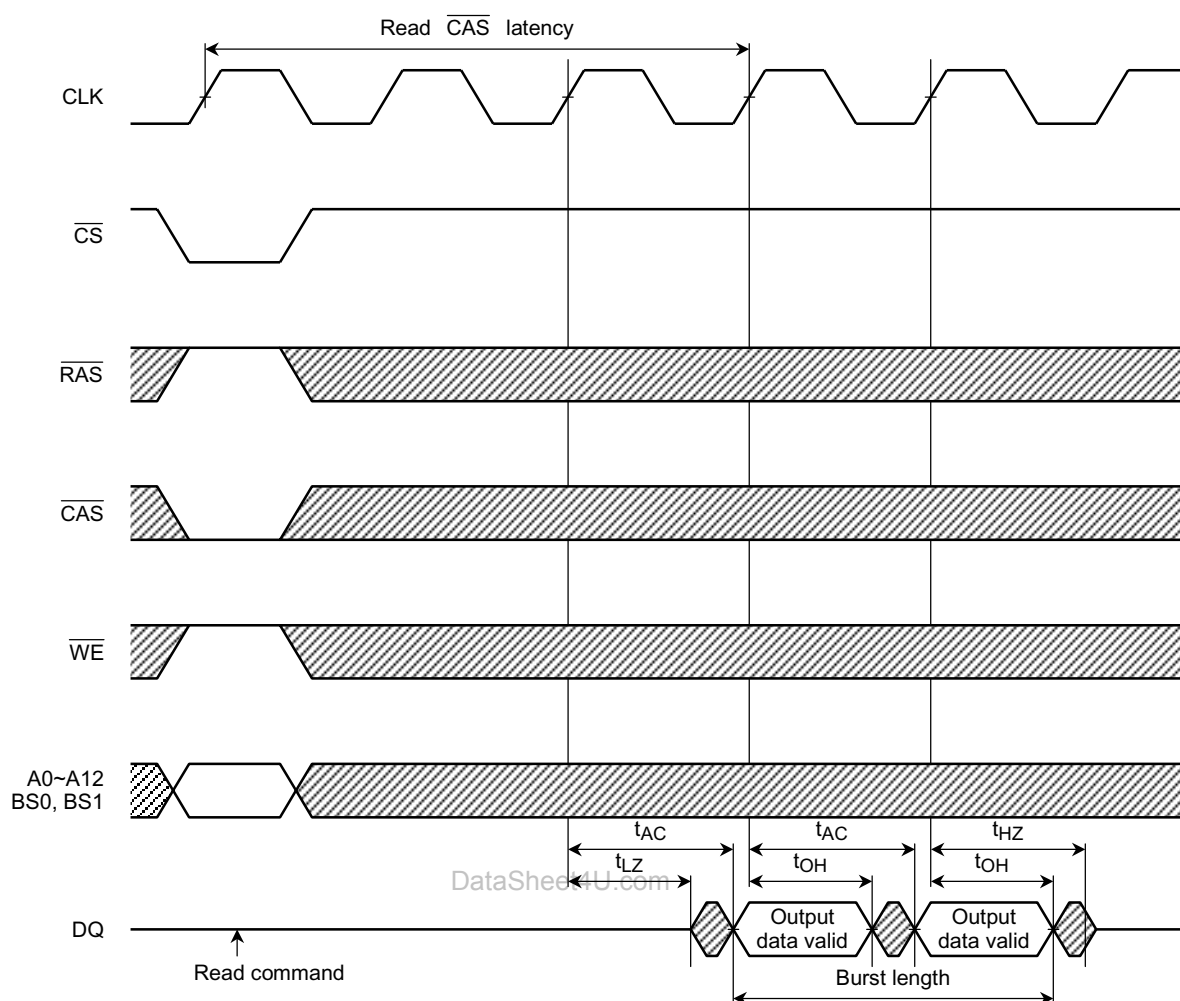 Read CAS latency
CLK
CS
RAS
CAS
WE
A0~A12
BS0, BS1
tAC tAC tHZ
tLZ tOH tOH
DataSheet4U.com
DQ
Output data valid
Output data valid
Read command
Burst length